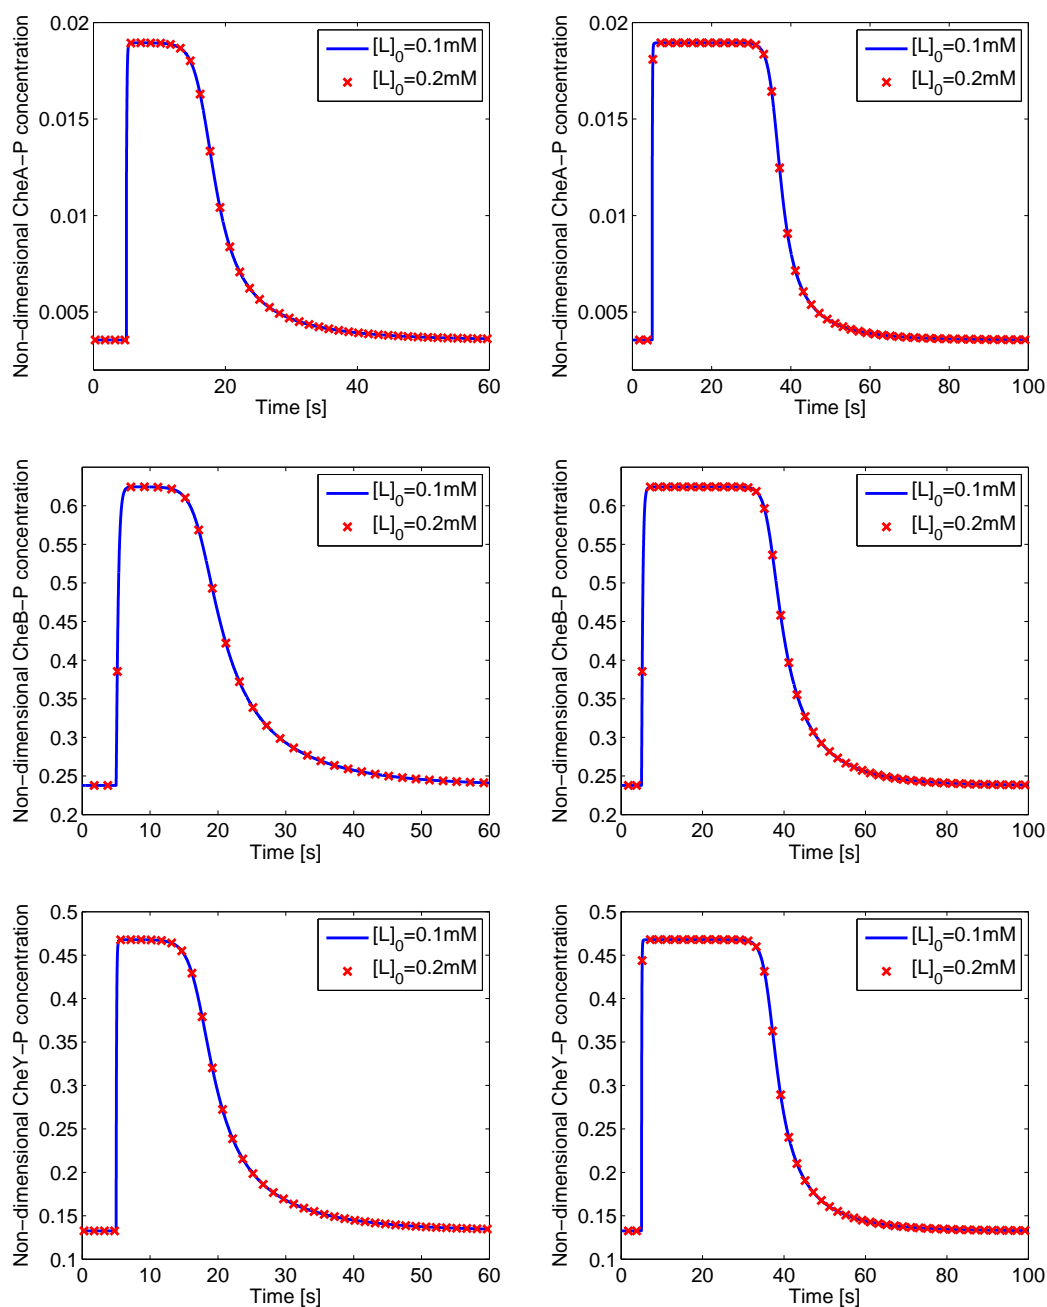 Non-dimensional CheA-P concentration
0.02
0.015
0.01
0.005
[L]0=0.1mM
[L]0=0.2mM
0 20 40 60
Time [s]
Non-dimensional CheA-P concentration
0.02
0.015
0.01
0.005
[L]0=0.1mM
[L]0=0.2mM
0 20 40 60 80 100
Time [s]
Non-dimensional CheB-P concentration
0.6
0.55
0.5
0.45
0.4
0.35
0.3
0.25
0.2
[L]0=0.1mM
[L]0=0.2mM
0 10 20 30 40 50 60
Time [s]
Non-dimensional CheB-P concentration
0.6
0.55
0.5
0.45
0.4
0.35
0.3
0.25
0.2
[L]0=0.1mM
[L]0=0.2mM
0 20 40 60 80 100
Time [s]
Non-dimensional CheY-P concentration
0.5
0.45
0.4
0.35
0.3
0.25
0.2
0.15
0.1
[L]0=0.1mM
[L]0=0.2mM
0 10 20 30 40 50 60
Time [s]
Non-dimensional CheY-P concentration
0.5
0.45
0.4
0.35
0.3
0.25
0.2
0.15
0.1
[L]0=0.1mM
[L]0=0.2mM
0 20 40 60 80 100
Time [s]